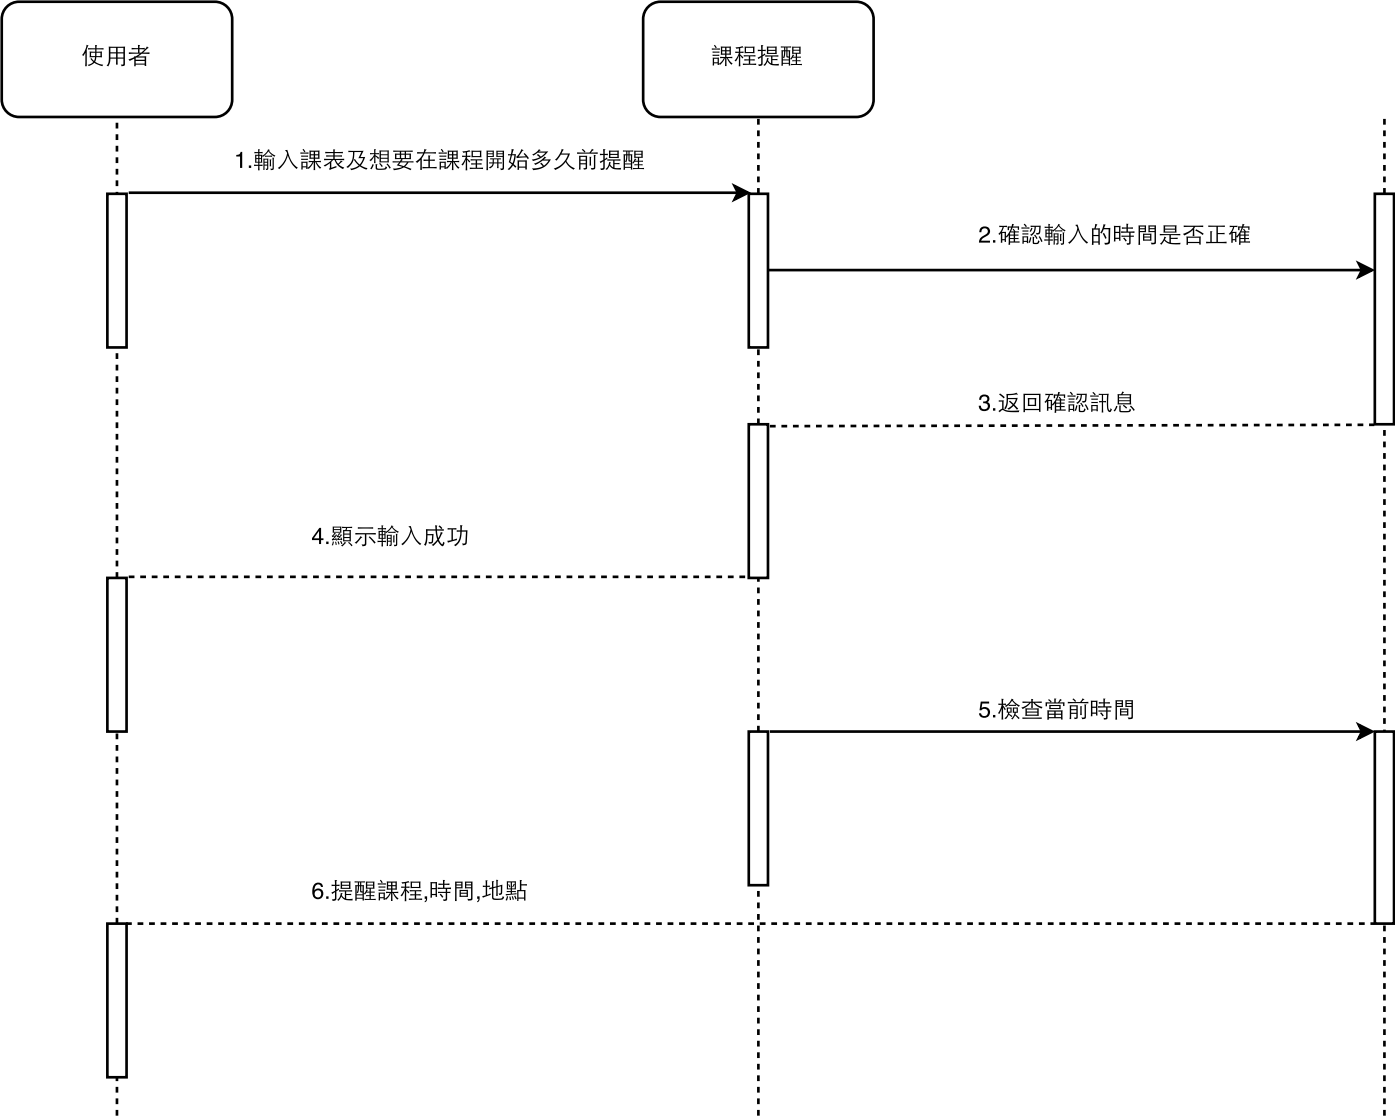 使用者
課程提醒
1.輸入課表及想要在課程開始多久前提醒
2.確認輸入的時間是否正確
3.返回確認訊息
4.顯示輸入成功
5.檢查當前時間
6.提醒課程,時間,地點